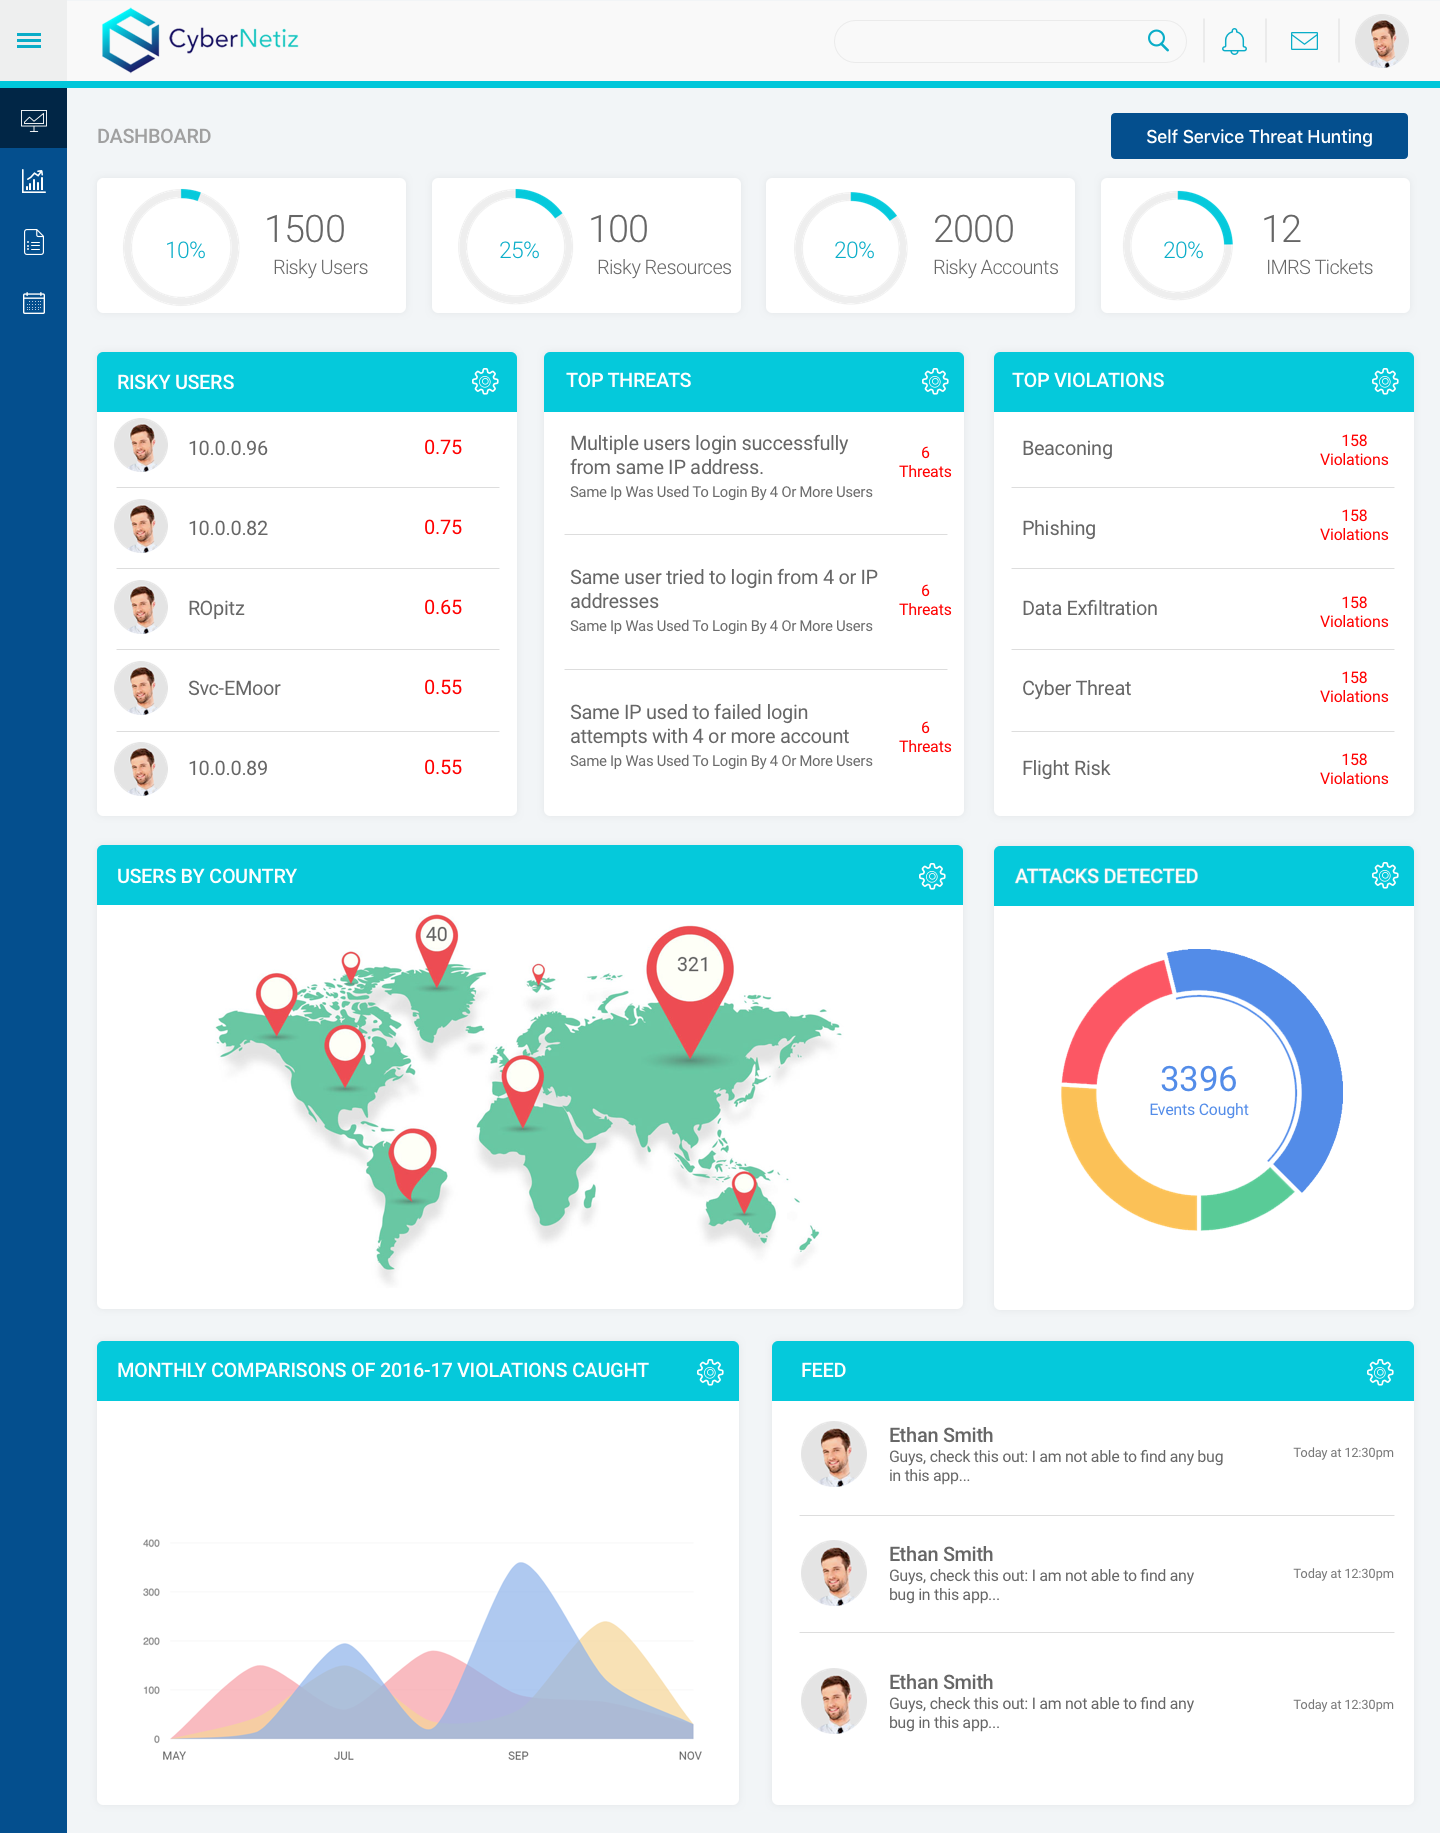 CyberNetiz
DASHBOARD
Self Service Threat Hunting
10%
1500
Risky Users
25%
100
Risky Resources
20%
2000
Risky Accounts
20%
12
IMRS Tickets
RISKY USERS
10.0.0.96
0.75
10.0.0.82
0.75
ROpitz
0.65
Svc-EMoor
0.55
10.0.0.89
0.55
TOP THREATS
Multiple users login successfully
from same IP address.
Same Ip Was Used To Login By 4 Or More Users
6
Threats
Same user tried to login from 4 or IP
addresses
Same Ip Was Used To Login By 4 Or More Users
6
Threats
Same IP used to failed login
attempts with 4 or more account
Same Ip Was Used To Login By 4 Or More Users
6
Threats
TOP VIOLATIONS
Beaconing
158
Violations
Phishing
158
Violations
Data Exfiltration
158
Violations
Cyber Threat
158
Violations
Flight Risk
158
Violations
USERS BY COUNTRY
40
321
ATTACKS DETECTED
3396
Events Cought
MONTHLY COMPARISONS OF 2016-17 VIOLATIONS CAUGHT
400
300
200
100
0
MAY
JUL
SEP
NOV
FEED
Ethan Smith
Guys, check this out: I am not able to find any bug
in this app...
Today at 12:30pm
Ethan Smith
Guys, check this out: I am not able to find any
bug in this app...
Today at 12:30pm
Ethan Smith
Guys, check this out: I am not able to find any
bug in this app...
Today at 12:30pm